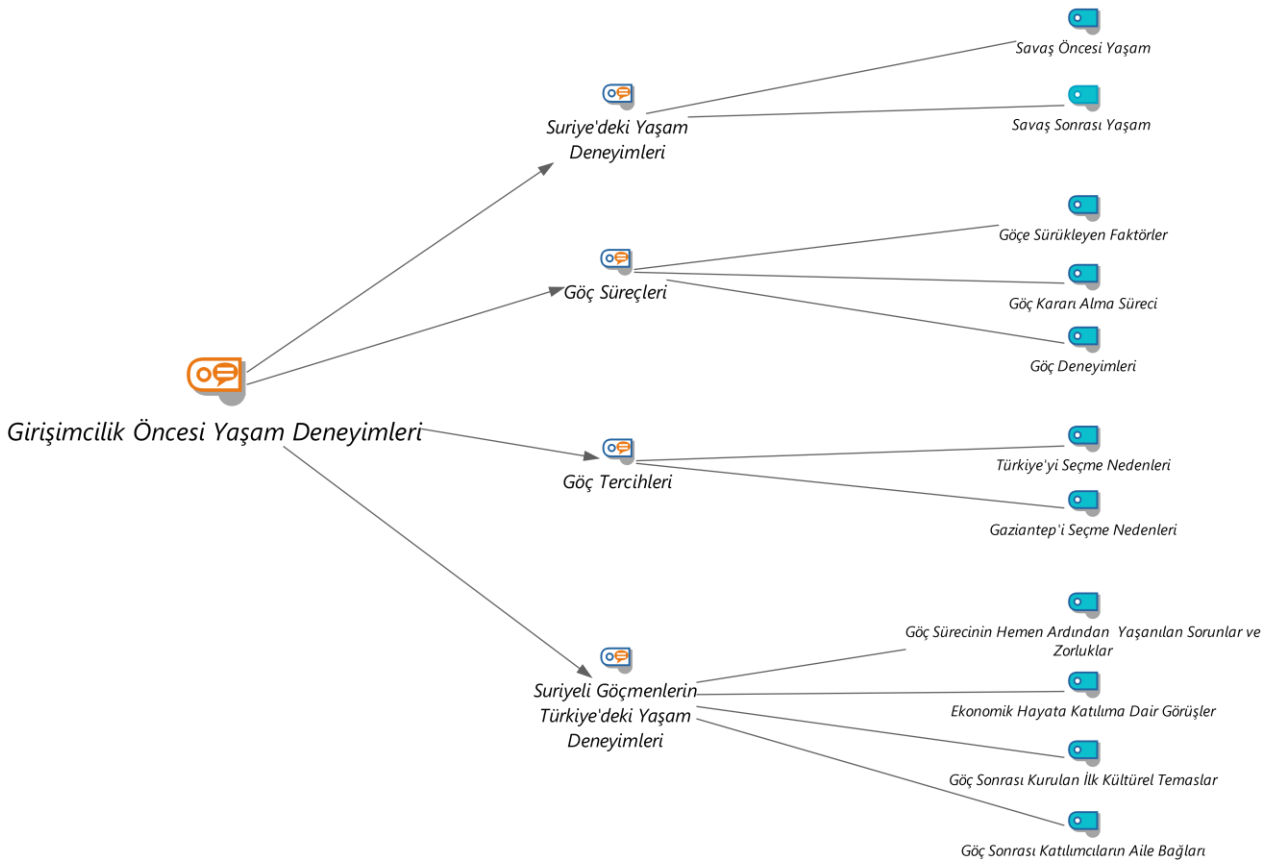 Savaş Öncesi Yaşam
Suriye'deki Yaşam
Deneyimleri
Savaş Sonrası Yaşam
Göçe Sürükleyen Faktörler
Göç Süreçleri
Göç Kararı Alma Süreci
Göç Deneyimleri
Girişimcilik Öncesi Yaşam Deneyimleri
Göç Tercihleri
Türkiye'yi Seçme Nedenleri
Gaziantep'i Seçme Nedenleri
Göç Sürecinin Hemen Ardından Yaşanılan Sorunlar ve
Zorluklar
Suriyeli Göçmenlerin
Türkiye'deki Yaşam
Deneyimleri
Ekonomik Hayata Katılıma Dair Görüşler
Göç Sonrası Kurulan İlk Kültürel Temaslar
Göç Sonrası Katılımcıların Aile Bağları